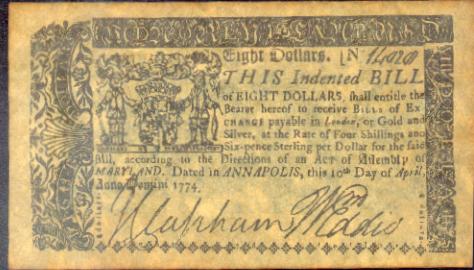 Eight Dollars. [N
THIS Indented BILL
of EIGHT DOLLARS, shall entitle the
Bearer hereof to receive BILLS of Ex-
CHANGE payable in London, or Gold and
Silver, at the Rate of Four Shillings and
Six-pence Sterling per Dollar for the said
Bill, according to the Directions of an ACT of Assembly of
MARYLAND. Dated in ANNAPOLIS, this 10th Day of April,
Anno Domini 1774.
J Clapham Wm Eddis